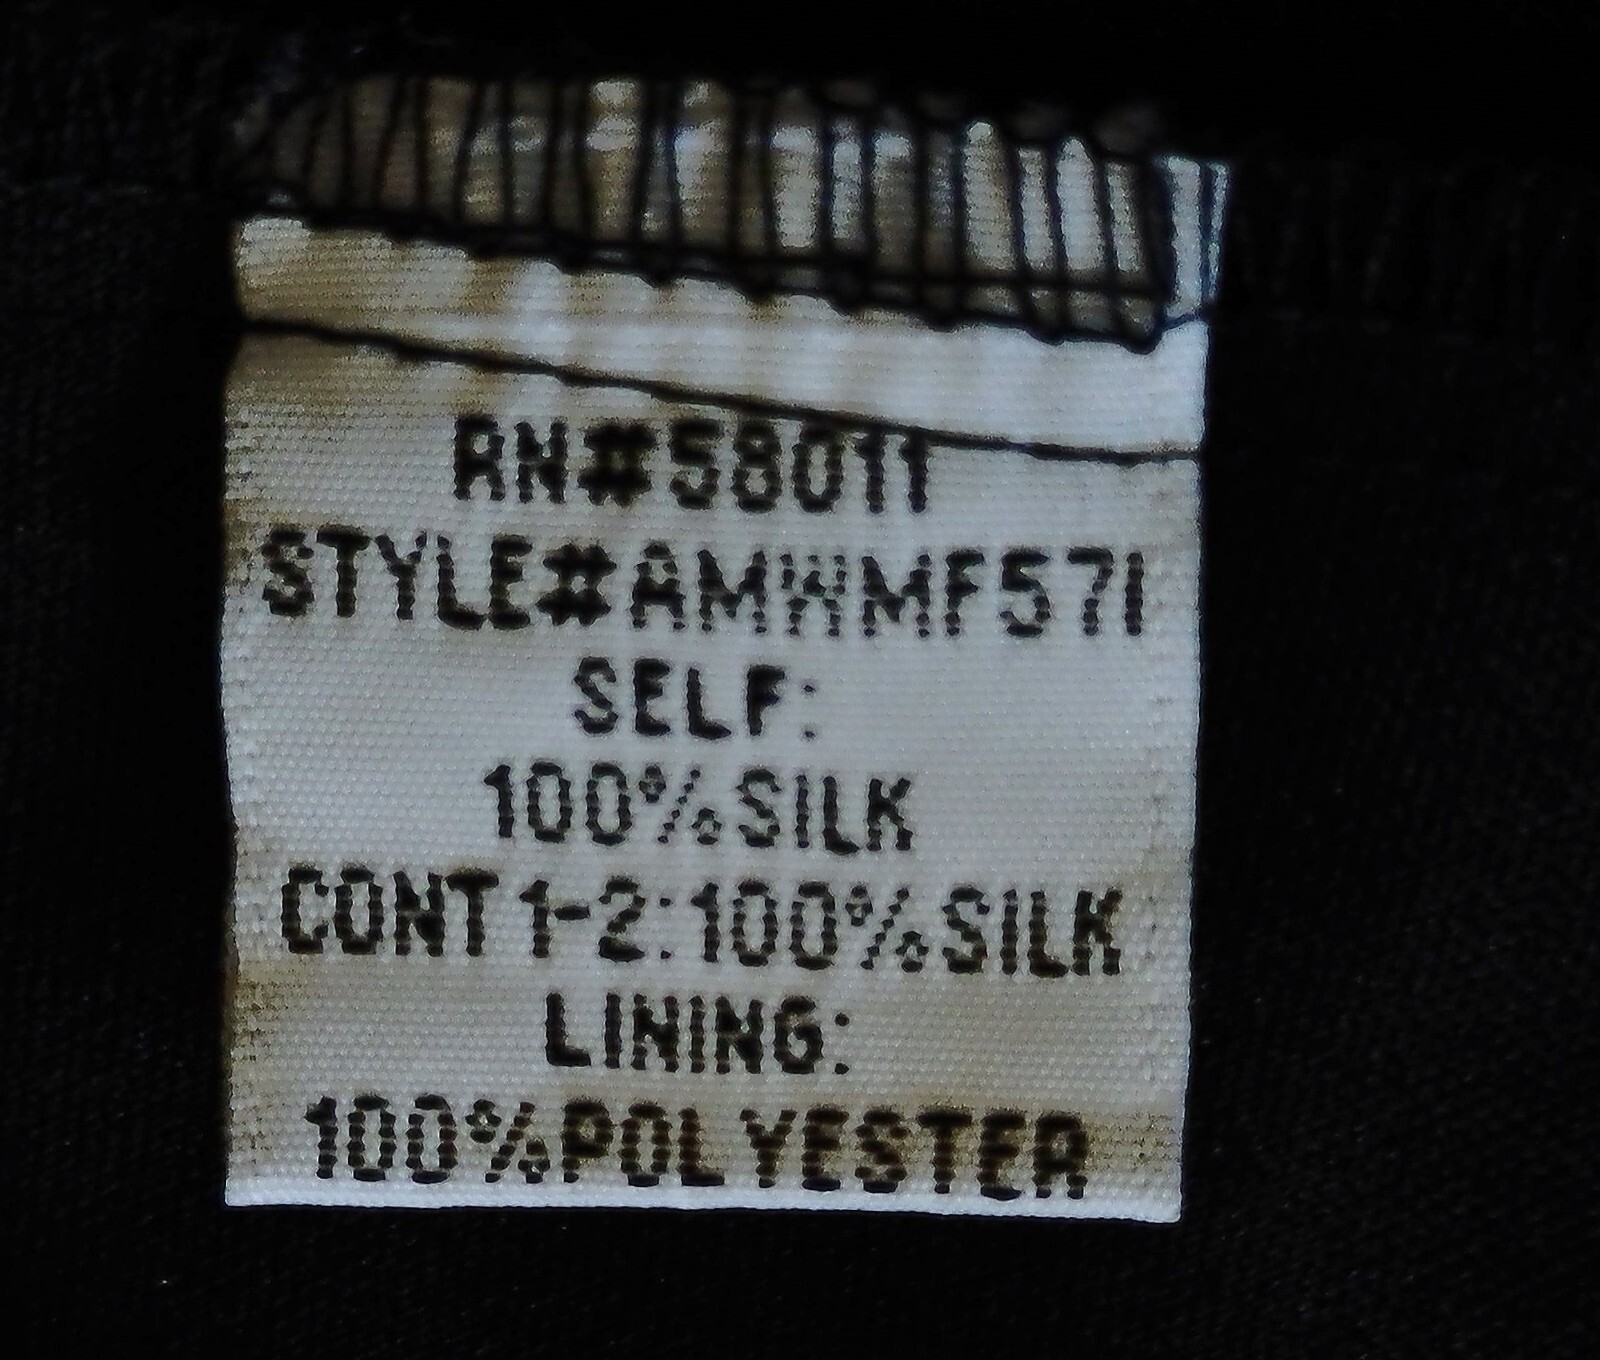 RN#58011
STYLE#AMWMF571
SELF:
100%SILK
CONT 1-2:100%SILK
LINING:
100%POLYESTER